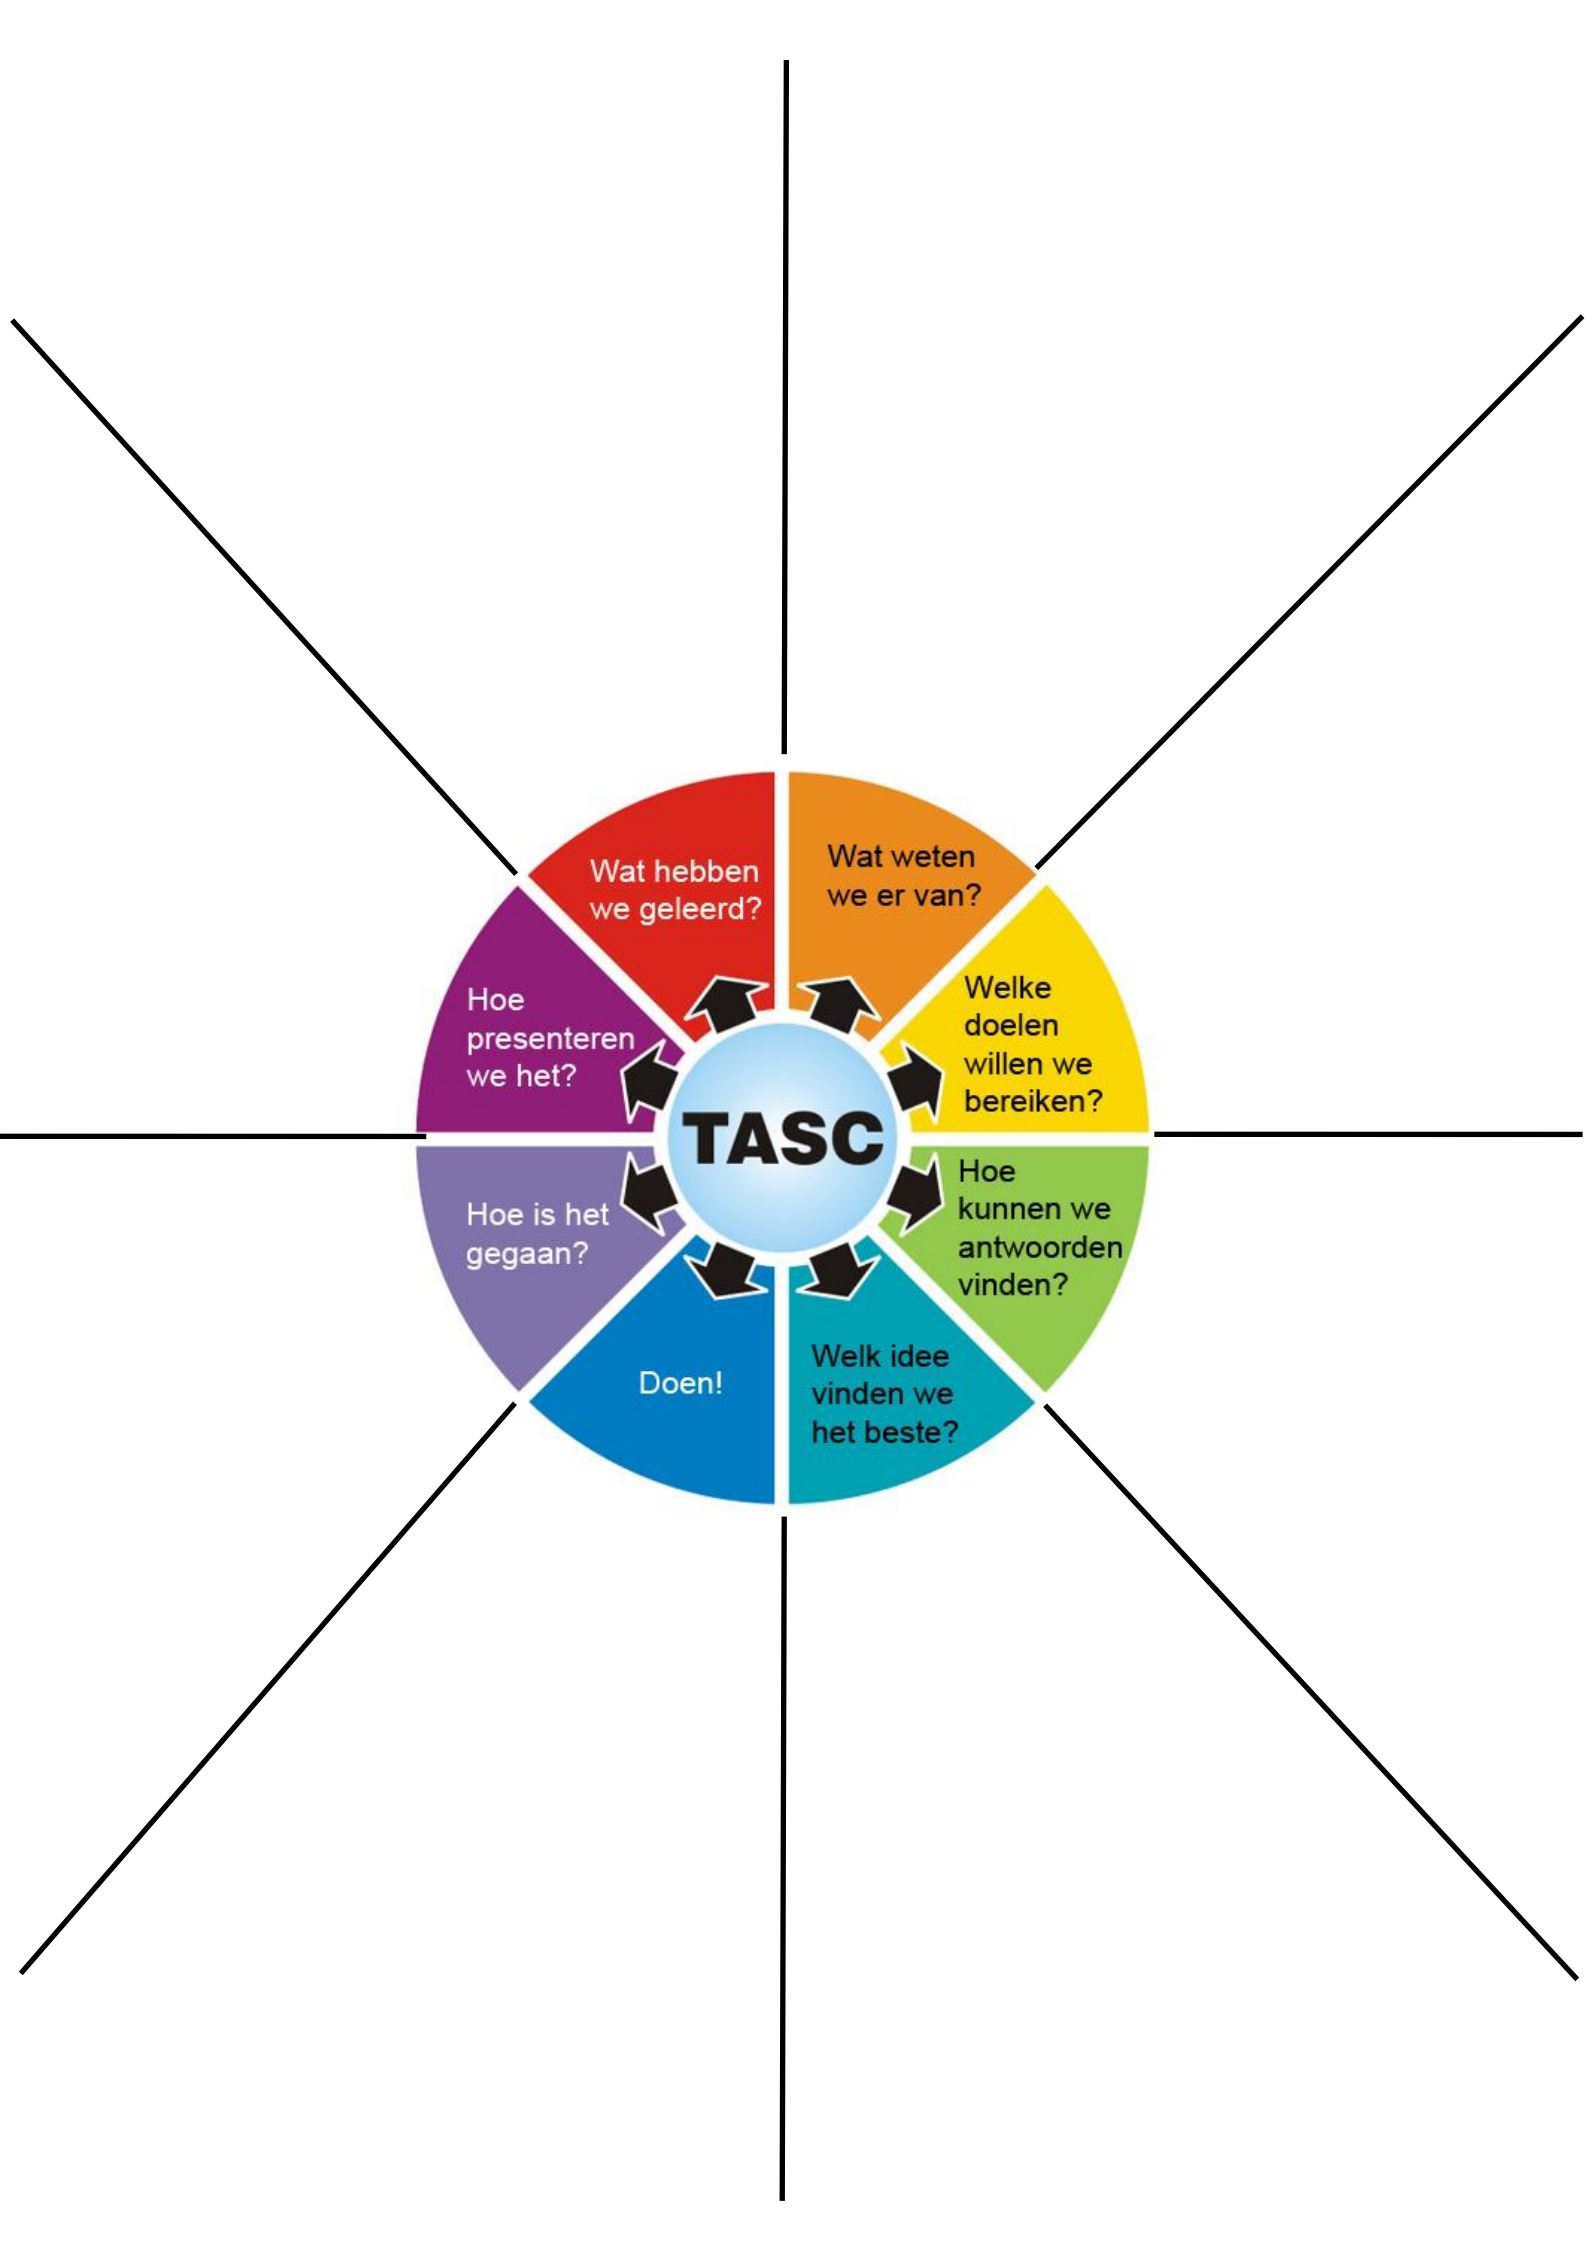 Wat weten
we er van?
Welke
doelen
willen we
bereiken?
Hoe
kunnen we
antwoorden
vinden?
Welk idee
vinden we
het beste?
Doen!
Hoe is het
gegaan?
Hoe
presenteren
we het?
Wat hebben
we geleerd?
TASC